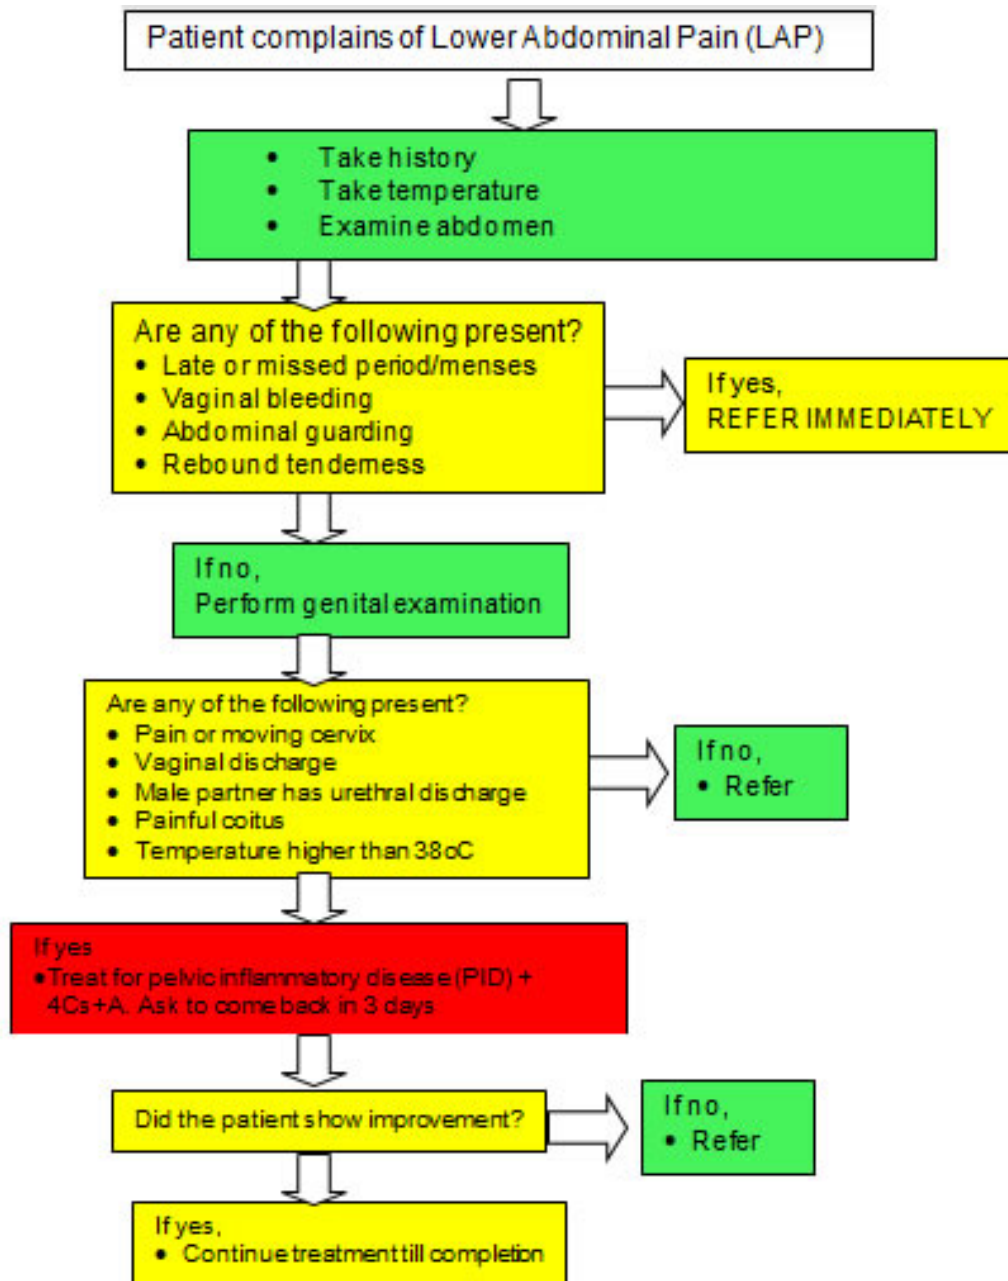 Patient complains of Lower Abdominal Pain (LAP)
• Take history
• Take temperature
• Examine abdomen
Are any of the following present?
• Late or missed period/menses
• Vaginal bleeding
• Abdominal guarding
• Rebound tenderness
If yes,
REFER IMMEDIATELY
If no,
Perform genital examination
Are any of the following present?
• Pain or moving cervix
• Vaginal discharge
• Male partner has urethral discharge
• Painful coitus
• Temperature higher than 38oC
If no,
• Refer
If yes
• Treat for pelvic inflammatory disease (PID) +
4Cs+A. Ask to come back in 3 days
Did the patient show improvement?
If no,
• Refer
If yes,
• Continue treatment till completion